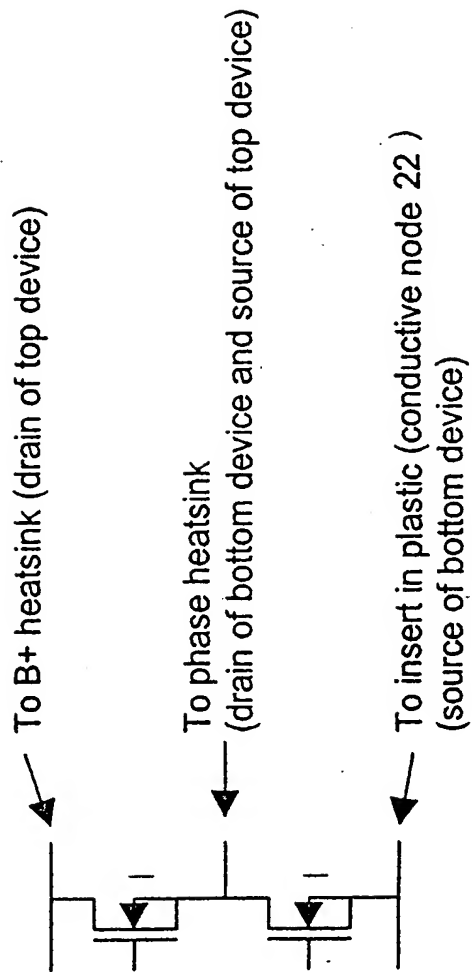 To B+ heatsink (drain of top device)
To phase heatsink
(drain of bottom device and source of top device)
To insert in plastic (conductive node 22 )
(source of bottom device)